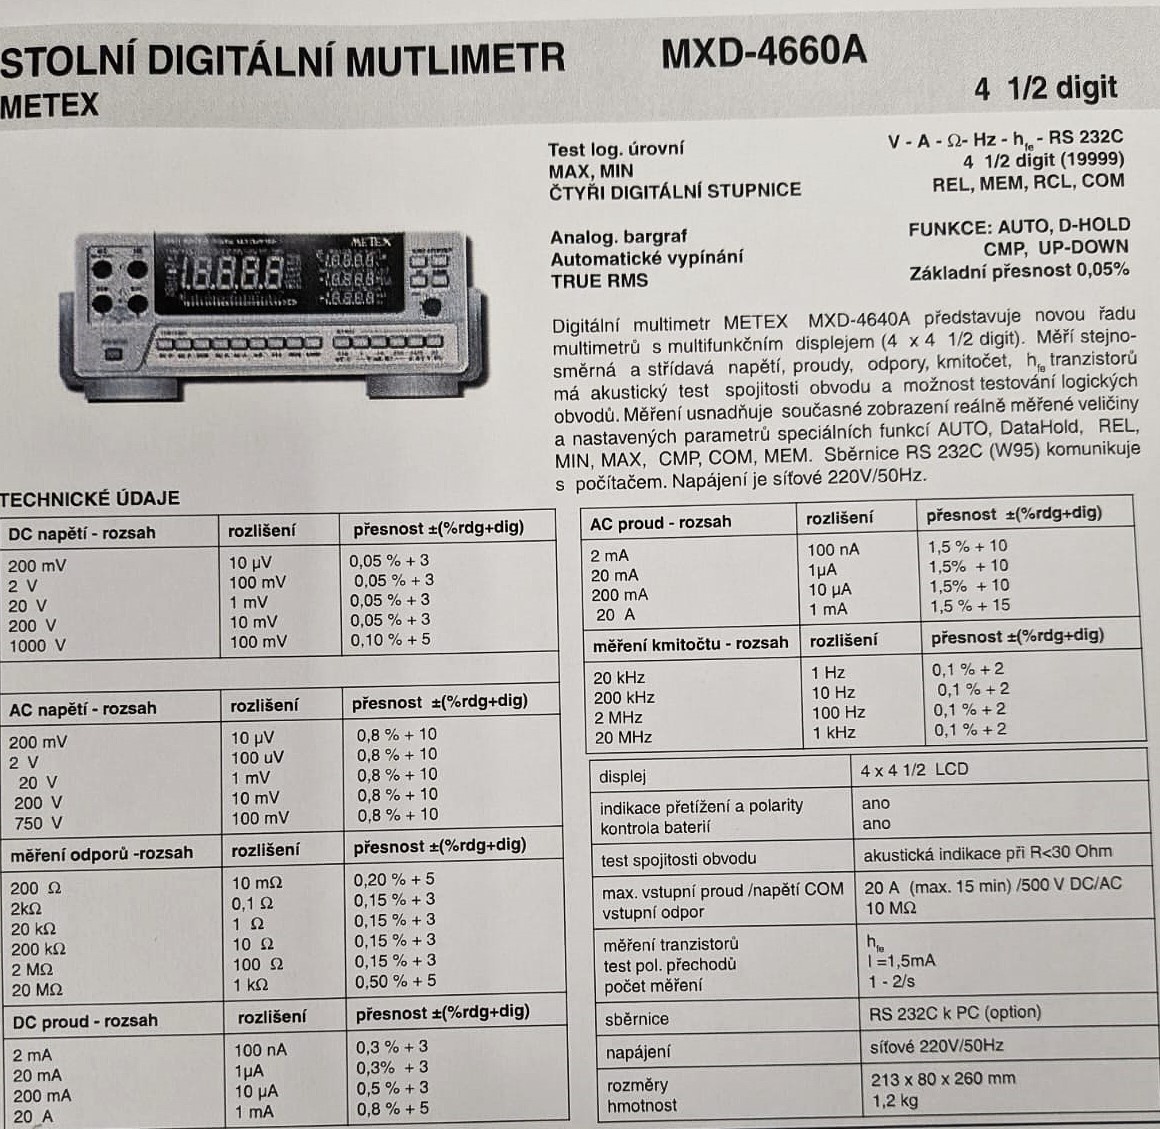 STOLNÍ DIGITÁLNÍ MUTLIMETR MXD-4660A
METEX
4 1/2 digit
Test log. úrovní V - A - Ω- Hz - hfe - RS 232C
MAX, MIN 4 1/2 digit (19999)
ČTYŘI DIGITÁLNÍ STUPNICE REL, MEM, RCL, COM
Analog. bargraf FUNKCE: AUTO, D-HOLD
Automatické vypínání CMP, UP-DOWN
TRUE RMS Základní přesnost 0,05%
METEX
Digitální multimetr METEX MXD-4640A představuje novou řadu
multimetrů s multifunkčním displejem (4 x 4 1/2 digit). Měří stejno-
směrná a střídavá napětí, proudy, odpory, kmitočet, hfe tranzistorů
má akustický test spojitosti obvodu a možnost testování logických
obvodů. Měření usnadňuje současné zobrazení reálně měřené veličiny
a nastavených parametrů speciálních funkcí AUTO, DataHold, REL,
MIN, MAX, CMP, COM, MEM. Sběrnice RS 232C (W95) komunikuje
s počítačem. Napájení je síťové 220V/50Hz.
TECHNICKÉ ÚDAJE
DC napětí - rozsah rozlišení přesnost ±(%rdg+dig)
200 mV 10 µV 0,05 % + 3
2 V 100 mV 0,05 % + 3
20 V 1 mV 0,05 % + 3
200 V 10 mV 0,05 % + 3
1000 V 100 mV 0,10 % + 5
AC napětí - rozsah rozlišení přesnost ±(%rdg+dig)
200 mV 10 µV 0,8 % + 10
2 V 100 uV 0,8 % + 10
20 V 1 mV 0,8 % + 10
200 V 10 mV 0,8 % + 10
750 V 100 mV 0,8 % + 10
měření odporů -rozsah rozlišení přesnost ±(%rdg+dig)
200 Ω 10 mΩ 0,20 % + 5
2kΩ 0,1 Ω 0,15 % + 3
20 kΩ 1 Ω 0,15 % + 3
200 kΩ 10 Ω 0,15 % + 3
2 MΩ 100 Ω 0,15 % + 3
20 MΩ 1 kΩ 0,50 % + 5
DC proud - rozsah rozlišení přesnost ±(%rdg+dig)
2 mA 100 nA 0,3 % + 3
20 mA 1µA 0,3% + 3
200 mA 10 µA 0,5 % + 3
20 A 1 mA 0,8 % + 5
AC proud - rozsah rozlišení přesnost ±(%rdg+dig)
2 mA 100 nA 1,5 % + 10
20 mA 1µA 1,5% + 10
200 mA 10 µA 1,5% + 10
20 A 1 mA 1,5 % + 15
měření kmitočtu - rozsah rozlišení přesnost ±(%rdg+dig)
20 kHz 1 Hz 0,1 % + 2
200 kHz 10 Hz 0,1 % + 2
2 MHz 100 Hz 0,1 % + 2
20 MHz 1 kHz 0,1 % + 2
displej 4 x 4 1/2 LCD
indikace přetížení a polarity ano
kontrola baterií ano
test spojitosti obvodu akustická indikace při R<30 Ohm
max. vstupní proud /napětí COM 20 A (max. 15 min) /500 V DC/AC
vstupní odpor 10 MΩ
měření tranzistorů hfe
test pol. přechodů I =1,5mA
počet měření 1 - 2/s
sběrnice RS 232C k PC (option)
napájení síťové 220V/50Hz
rozměry 213 x 80 x 260 mm
hmotnost 1,2 kg